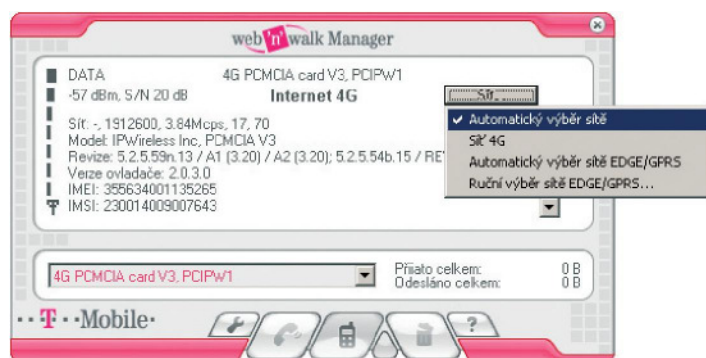 web'n'walk Manager
DATA 4G PCMCIA card V3, PCIPW1
-57 dBm, S/N 20 dB Internet 4G
Síť...
Síť: -, 1912600, 3.84Mcps, 17, 70
Model: IPWireless Inc, PCMCIA V3
Revize: 5.2.5.59n.13 / A1 (3.20) / A2 (3.20); 5.2.5.54b.15 / RE
Verze ovladače: 2.0.3.0
IMEI: 355634001135265
IMSI: 230014009007643
Automatický výběr sítě
Síť 4G
Automatický výběr sítě EDGE/GPRS
Ruční výběr sítě EDGE/GPRS...
4G PCMCIA card V3, PCIPW1
Přijato celkem: 0 B
Odesláno celkem: 0 B
T-Mobile
?